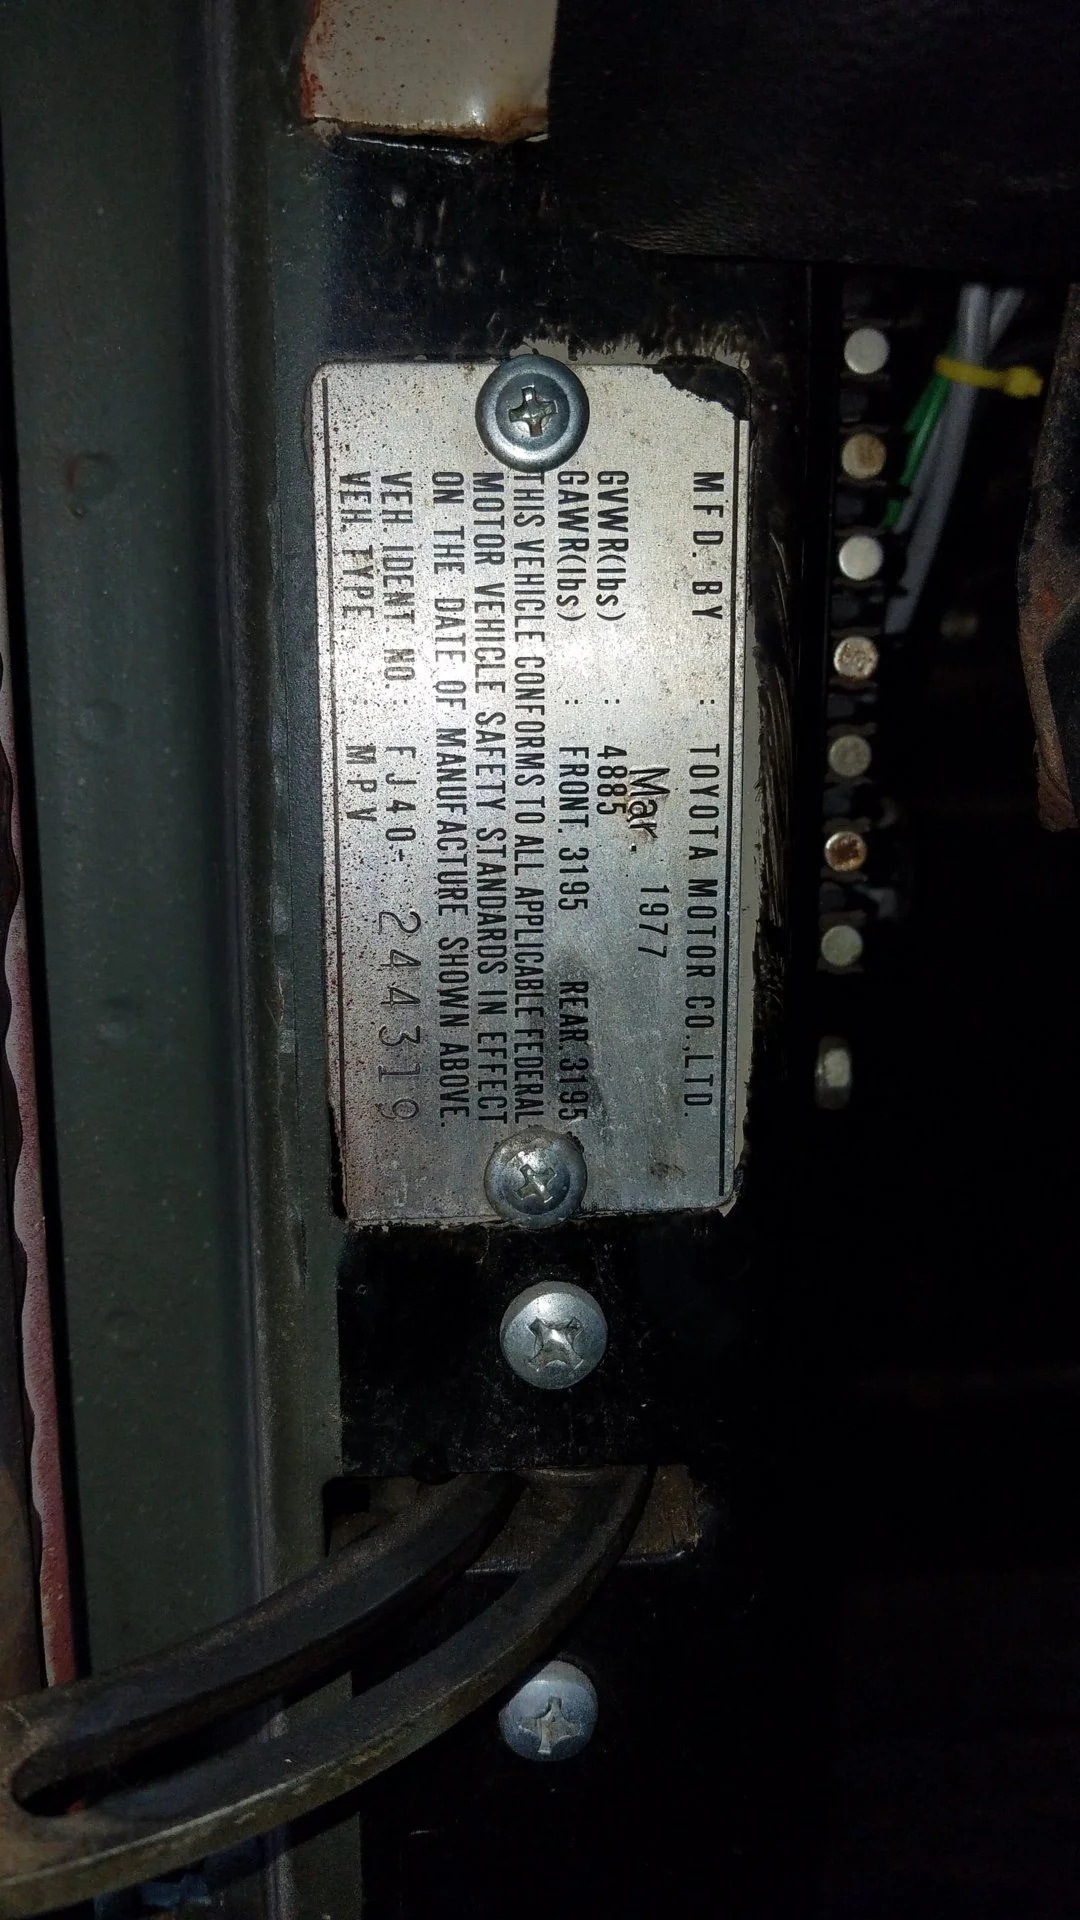 MFD. BY : TOYOTA MOTOR CO.,LTD.
Mar. 1977
GVWR(lbs) : 4885
GAWR(lbs) : FRONT. 3195 REAR. 3195
THIS VEHICLE CONFORMS TO ALL APPLICABLE FEDERAL
MOTOR VEHICLE SAFETY STANDARDS IN EFFECT
ON THE DATE OF MANUFACTURE SHOWN ABOVE.
VEH. IDENT NO. : FJ40-244319
VEH. TYPE : MPV